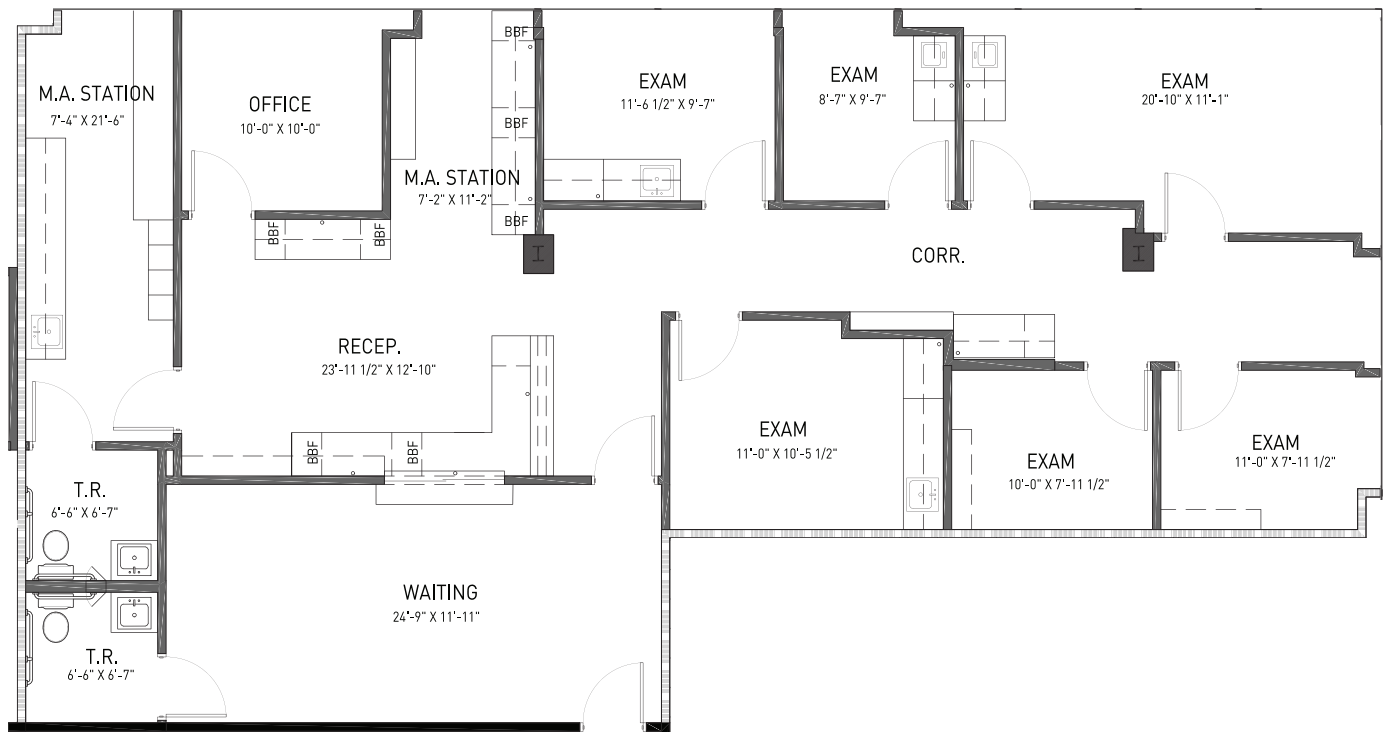 M.A. STATION
7'-4" X 21'-6"
OFFICE
10'-0" X 10'-0"
M.A. STATION
7'-2" X 11'-2"
BBF
BBF
BBF
EXAM
11'-6 1/2" X 9'-7"
EXAM
8'-7" X 9'-7"
EXAM
20'-10" X 11'-1"
BBF
BBF
CORR.
RECEP.
23'-11 1/2" X 12'-10"
BBF
BBF
EXAM
11'-0" X 10'-5 1/2"
EXAM
10'-0" X 7'-11 1/2"
EXAM
11'-0" X 7'-11 1/2"
T.R.
6'-6" X 6'-7"
WAITING
24'-9" X 11'-11"
T.R.
6'-6" X 6'-7"